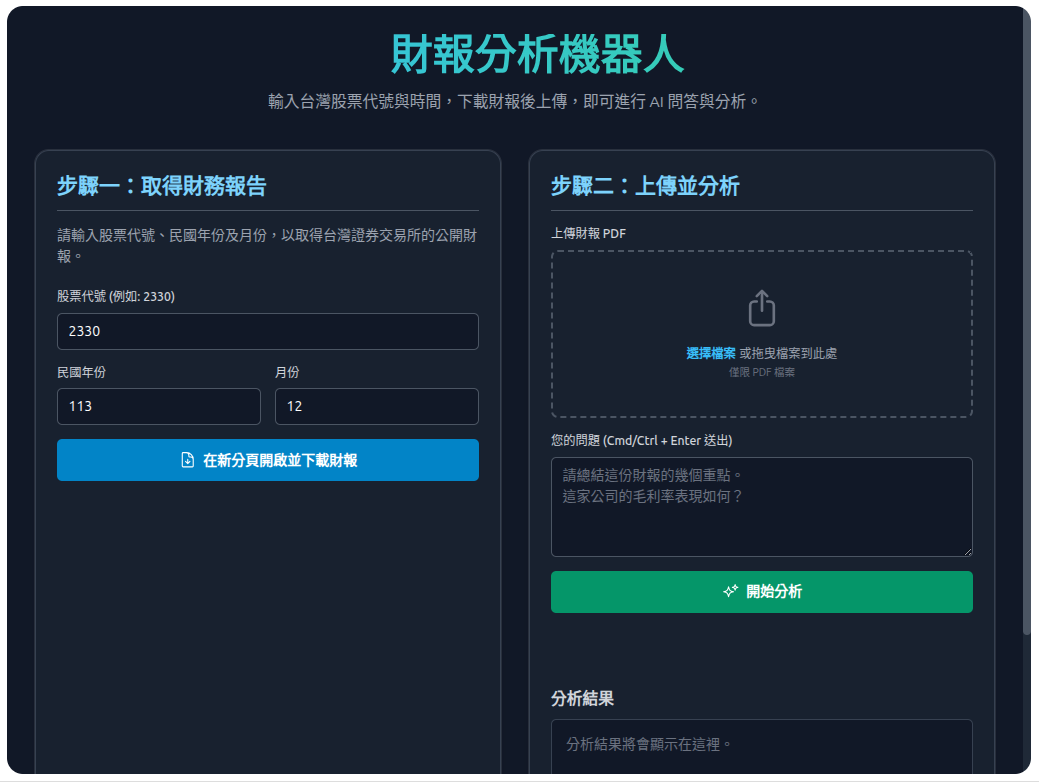 財報分析機器人
輸入台灣股票代號與時間，下載財報後上傳，即可進行 AI 問答與分析。
步驟一：取得財務報告
請輸入股票代號、民國年份及月份，以取得台灣證券交易所的公開財
報。
股票代號 (例如: 2330)
2330
民國年份
月份
113
12
在新分頁開啟並下載財報
步驟二：上傳並分析
上傳財報 PDF
選擇檔案 或拖曳檔案到此處
僅限 PDF 檔案
您的問題 (Cmd/Ctrl + Enter 送出)
請總結這份財報的幾個重點。
這家公司的毛利率表現如何？
開始分析
分析結果
分析結果將會顯示在這裡。